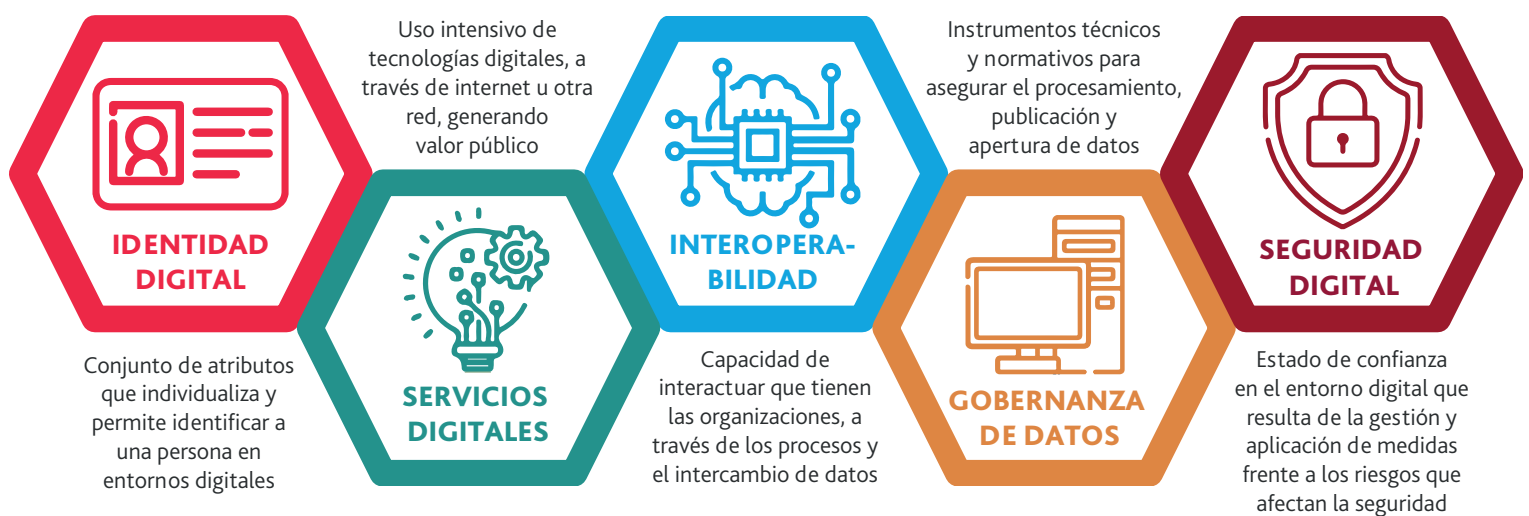 IDENTIDAD
DIGITAL
Conjunto de atributos
que individualiza y
permite identificar a
una persona en
entornos digitales
Uso intensivo de
tecnologías digitales, a
través de internet u otra
red, generando
valor público
SERVICIOS
DIGITALES
INTEROPERA-
BILIDAD
Capacidad de
interactuar que tienen
las organizaciones, a
través de los procesos y
el intercambio de datos
Instrumentos técnicos
y normativos para
asegurar el procesamiento,
publicación y
apertura de datos
GOBERNANZA
DE DATOS
SEGURIDAD
DIGITAL
Estado de confianza
en el entorno digital que
resulta de la gestión y
aplicación de medidas
frente a los riesgos que
afectan la seguridad